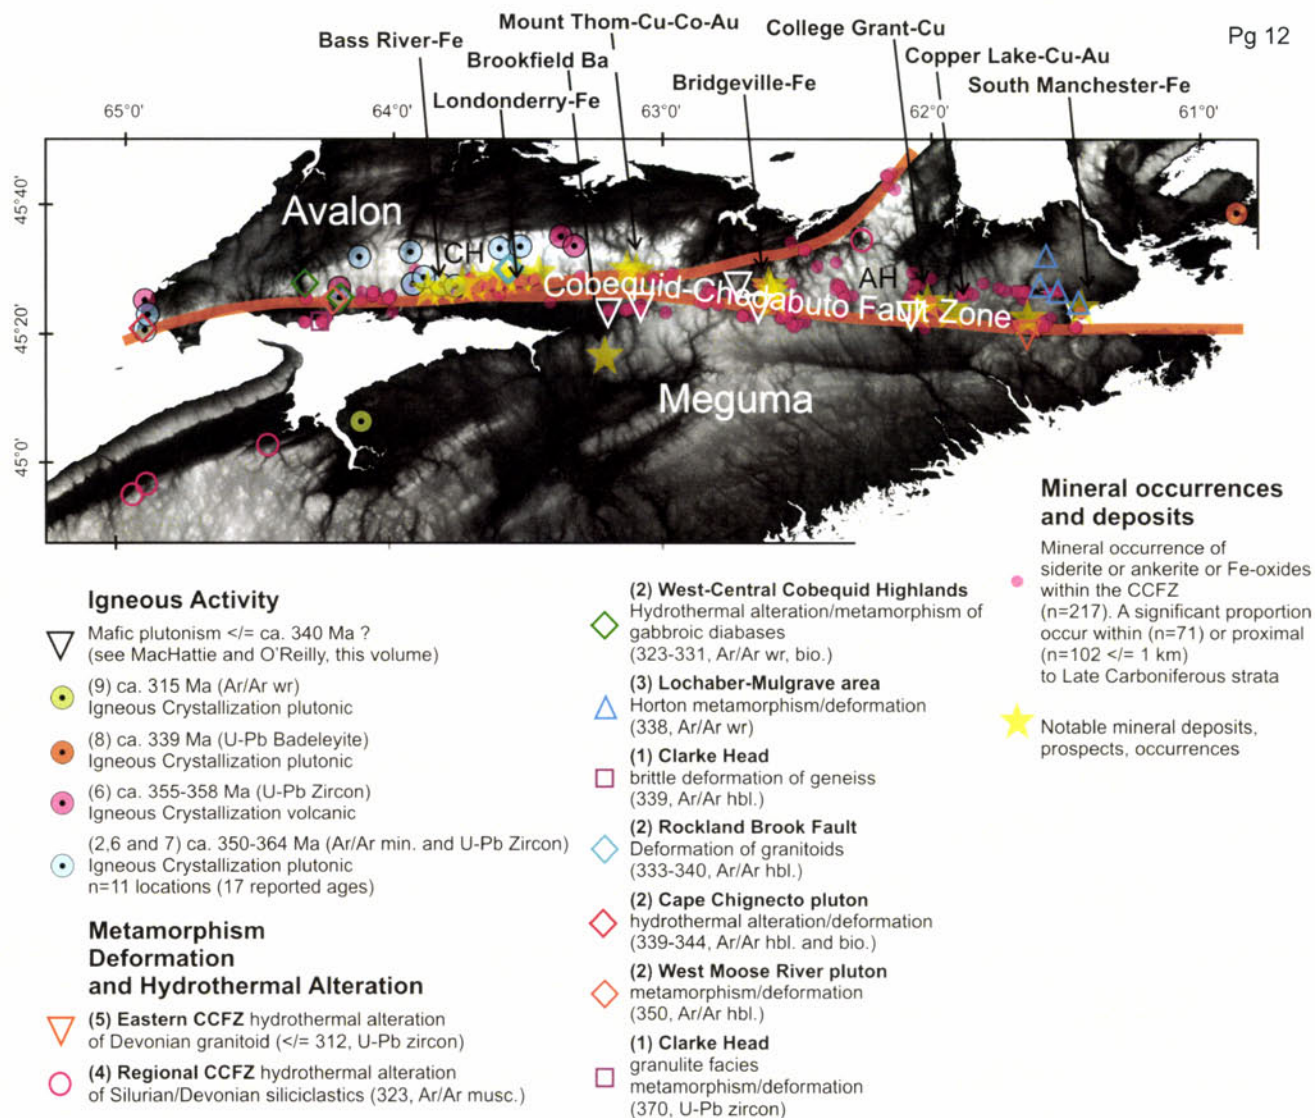 Pg 12
Mount Thom-Cu-Co-Au
College Grant-Cu
Bass River-Fe
Brookfield Ba
Copper Lake-Cu-Au
Bridgeville-Fe
South Manchester-Fe
Londonderry-Fe
65°0'
64°0'
63°0'
62°0'
61°0'
45°40'
45°20'
45°0'
Avalon
CH
AH
Cobequid-Chedabuto Fault Zone
Meguma
Igneous Activity
Mafic plutonism </= ca. 340 Ma ?
(see MacHattie and O'Reilly, this volume)
(9) ca. 315 Ma (Ar/Ar wr)
Igneous Crystallization plutonic
(8) ca. 339 Ma (U-Pb Badeleyite)
Igneous Crystallization plutonic
(6) ca. 355-358 Ma (U-Pb Zircon)
Igneous Crystallization volcanic
(2,6 and 7) ca. 350-364 Ma (Ar/Ar min. and U-Pb Zircon)
Igneous Crystallization plutonic
n=11 locations (17 reported ages)
Metamorphism
Deformation
and Hydrothermal Alteration
(5) Eastern CCFZ hydrothermal alteration
of Devonian granitoid (</= 312, U-Pb zircon)
(4) Regional CCFZ hydrothermal alteration
of Silurian/Devonian siliciclastics (323, Ar/Ar musc.)
(2) West-Central Cobequid Highlands
Hydrothermal alteration/metamorphism of
gabbroic diabases
(323-331, Ar/Ar wr, bio.)
(3) Lochaber-Mulgrave area
Horton metamorphism/deformation
(338, Ar/Ar wr)
(1) Clarke Head
brittle deformation of geneiss
(339, Ar/Ar hbl.)
(2) Rockland Brook Fault
Deformation of granitoids
(333-340, Ar/Ar hbl.)
(2) Cape Chignecto pluton
hydrothermal alteration/deformation
(339-344, Ar/Ar hbl. and bio.)
(2) West Moose River pluton
metamorphism/deformation
(350, Ar/Ar hbl.)
(1) Clarke Head
granulite facies
metamorphism/deformation
(370, U-Pb zircon)
Mineral occurrences
and deposits
Mineral occurrence of
siderite or ankerite or Fe-oxides
within the CCFZ
(n=217). A significant proportion
occur within (n=71) or proximal
(n=102 </= 1 km)
to Late Carboniferous strata
Notable mineral deposits,
prospects, occurrences